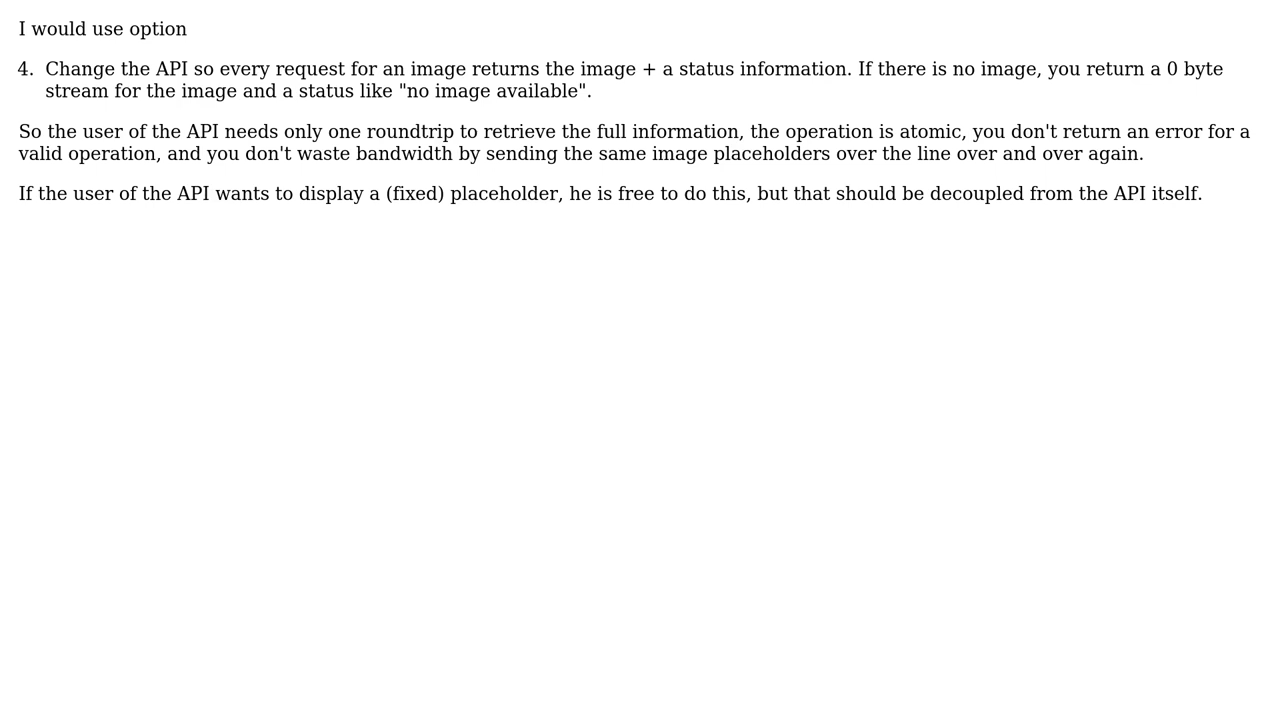 I would use option
4. Change the API so every request for an image returns the image + a status information. If there is no image, you return a 0 byte
stream for the image and a status like "no image available".
So the user of the API needs only one roundtrip to retrieve the full information, the operation is atomic, you don't return an error for a
valid operation, and you don't waste bandwidth by sending the same image placeholders over the line over and over again.
If the user of the API wants to display a (fixed) placeholder, he is free to do this, but that should be decoupled from the API itself.